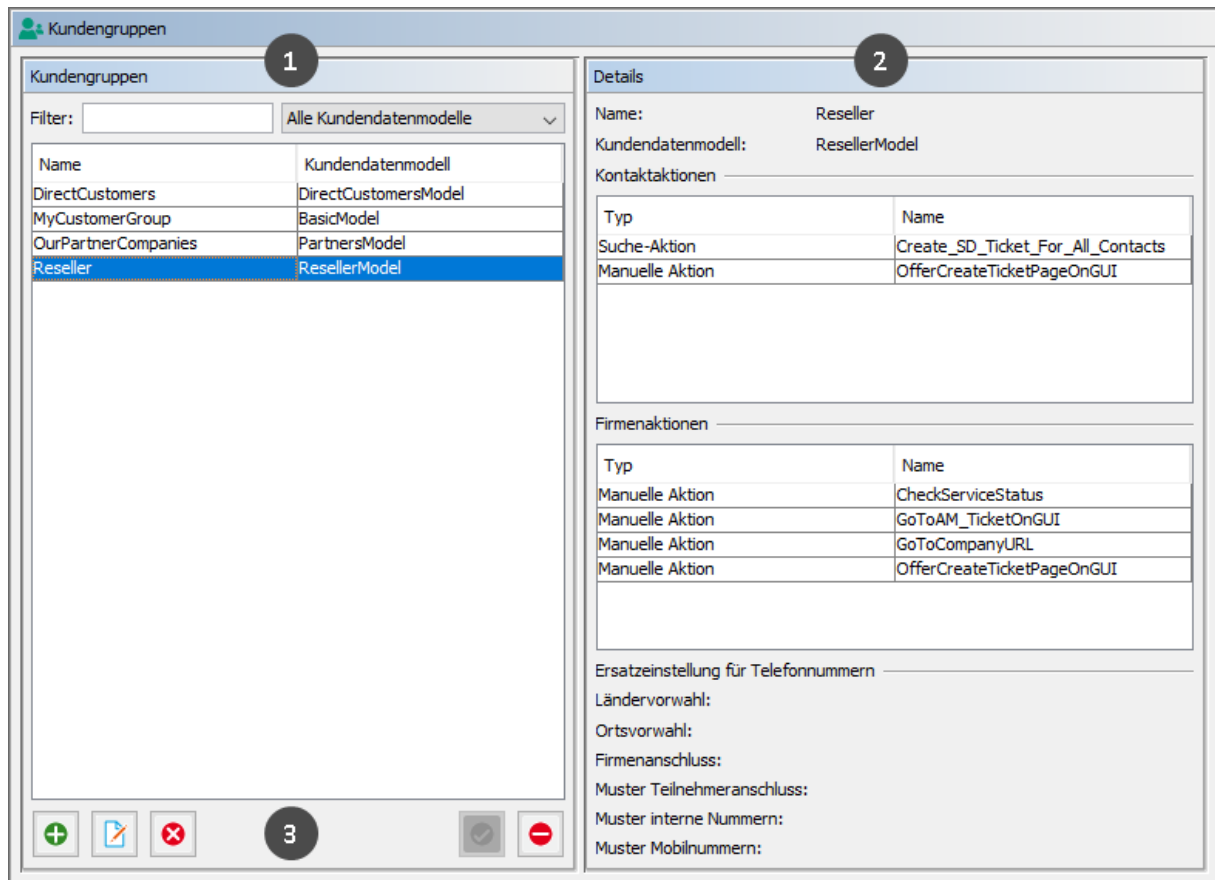 Kundengruppen
1
2
Kundengruppen
Filter: Alle Kundendatenmodelle
Name Kundendatenmodell
DirectCustomers DirectCustomersModel
MyCustomerGroup BasicModel
OurPartnerCompanies PartnersModel
Reseller ResellerModel
3
Details
Name: Reseller
Kundendatenmodell: ResellerModel
Kontaktaktionen
Typ Name
Suche-Aktion Create_SD_Ticket_For_All_Contacts
Manuelle Aktion OfferCreateTicketPageOnGUI
Firmenaktionen
Typ Name
Manuelle Aktion CheckServiceStatus
Manuelle Aktion GoToAM_TicketOnGUI
Manuelle Aktion GoToCompanyURL
Manuelle Aktion OfferCreateTicketPageOnGUI
Ersatzeinstellung für Telefonnummern
Ländervorwahl:
Ortsvorwahl:
Firmenanschluss:
Muster Teilnehmeranschluss:
Muster interne Nummern:
Muster Mobilnummern: